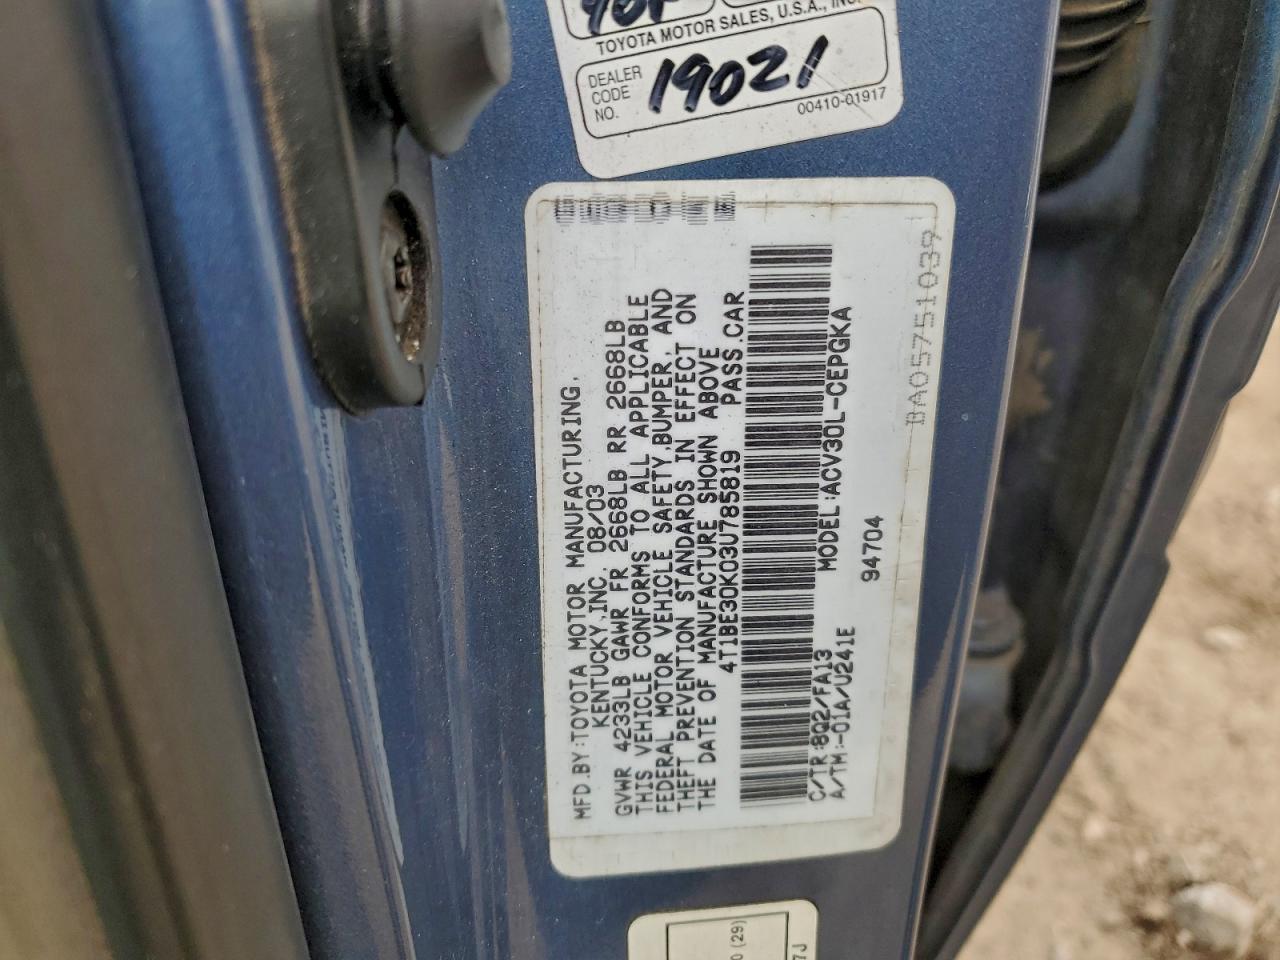 TOYOTA MOTOR SALES, U.S.A., INC.
DEALER
CODE
NO.
19021
00410-01917
MFD.BY:TOYOTA MOTOR MANUFACTURING,
KENTUCKY,INC. 08/03
GVWR 4233LB GAWR FR 2668LB RR 2668LB
THIS VEHICLE CONFORMS TO ALL APPLICABLE
FEDERAL MOTOR VEHICLE SAFETY,BUMPER, AND
THEFT PREVENTION STANDARDS IN EFFECT ON
THE DATE OF MANUFACTURE SHOWN ABOVE
4T1BE30K03U785819 PASS.CAR
C/TR:8Q2/FA13 MODEL:ACV30L-CEPGKA
A/TM:-01A/U241E 94704
BA05751039
0 (29)
7J